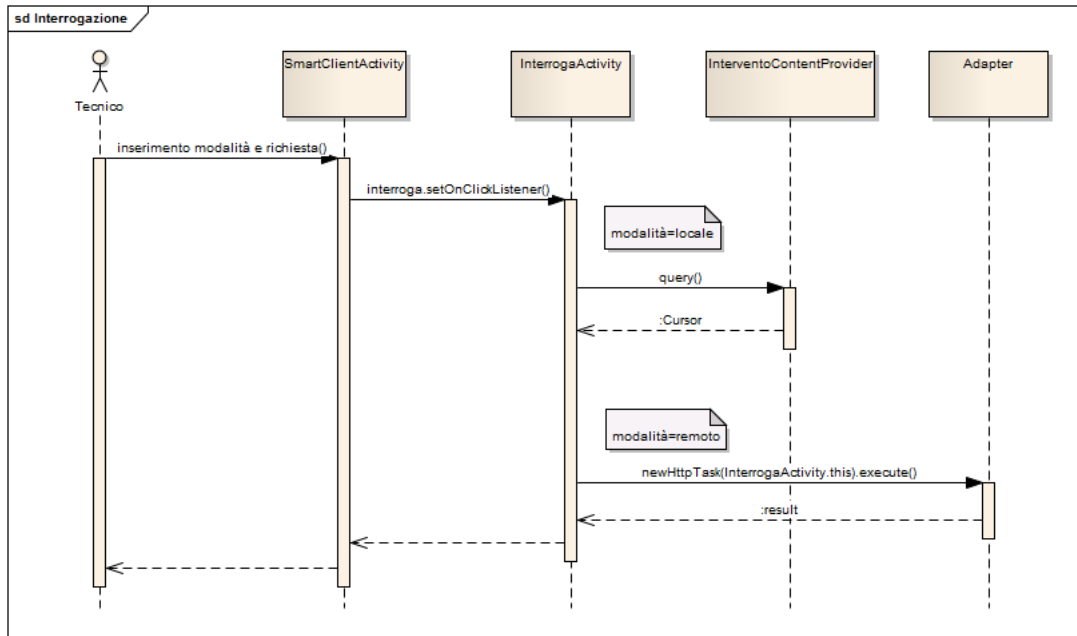 sd Interrogazione
Tecnico
SmartClientActivity
InterrogaActivity
InterventoContentProvider
Adapter
inserimento modalità e richiesta()
interroga.setOnClickListener()
modalità=locale
query()
:Cursor
modalità=remoto
newHttpTask(InterrogaActivity.this).execute()
:result